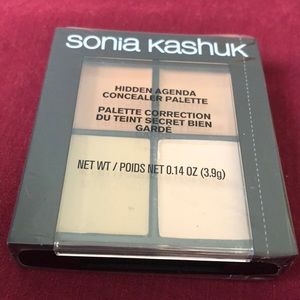 sonia kashuk
HIDDEN AGENDA
CONCEALER PALETTE
PALETTE CORRECTION
DU TEINT SECRET BIEN
GARDÉ
NET WT / POIDS NET 0.14 OZ (3.9g)